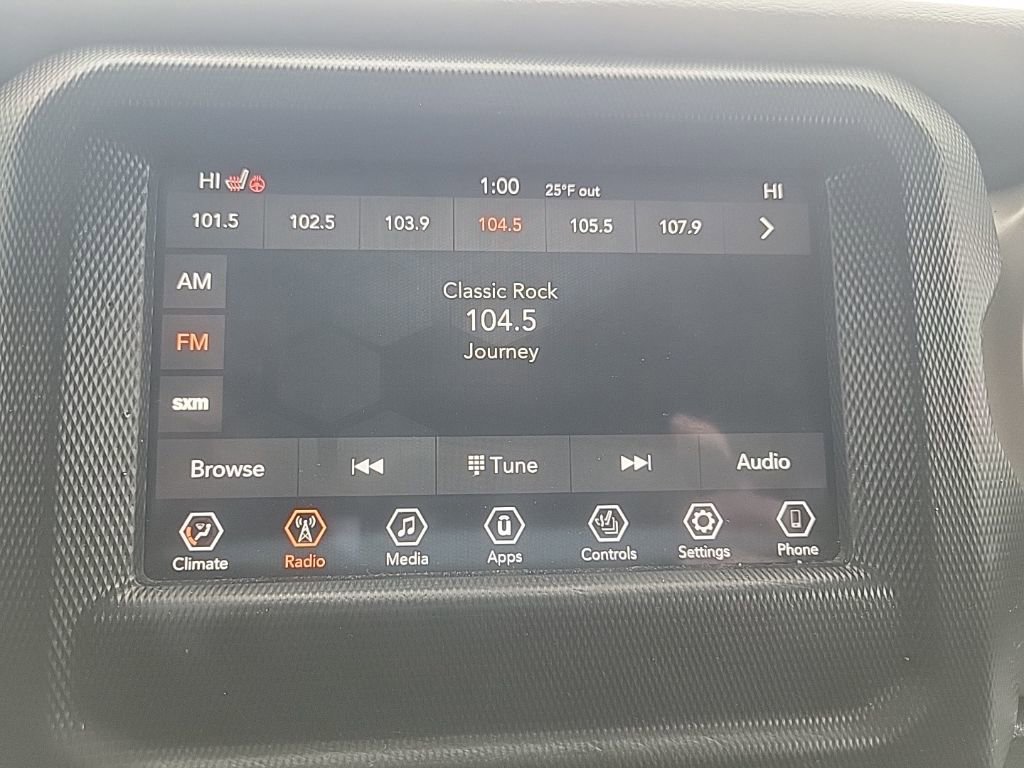 HI 1:00 25°F out HI
101.5 102.5 103.9 104.5 105.5 107.9
AM
Classic Rock
104.5
FM
Journey
sxm
Browse Tune Audio
Climate Radio Media Apps Controls Settings Phone